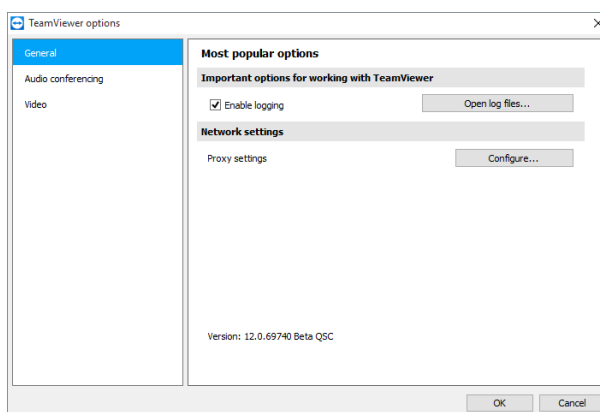 TeamViewer options
General
Audio conferencing
Video
Most popular options
Important options for working with TeamViewer
Enable logging
Open log files...
Network settings
Proxy settings
Configure...
Version: 12.0.69740 Beta QSC
OK
Cancel